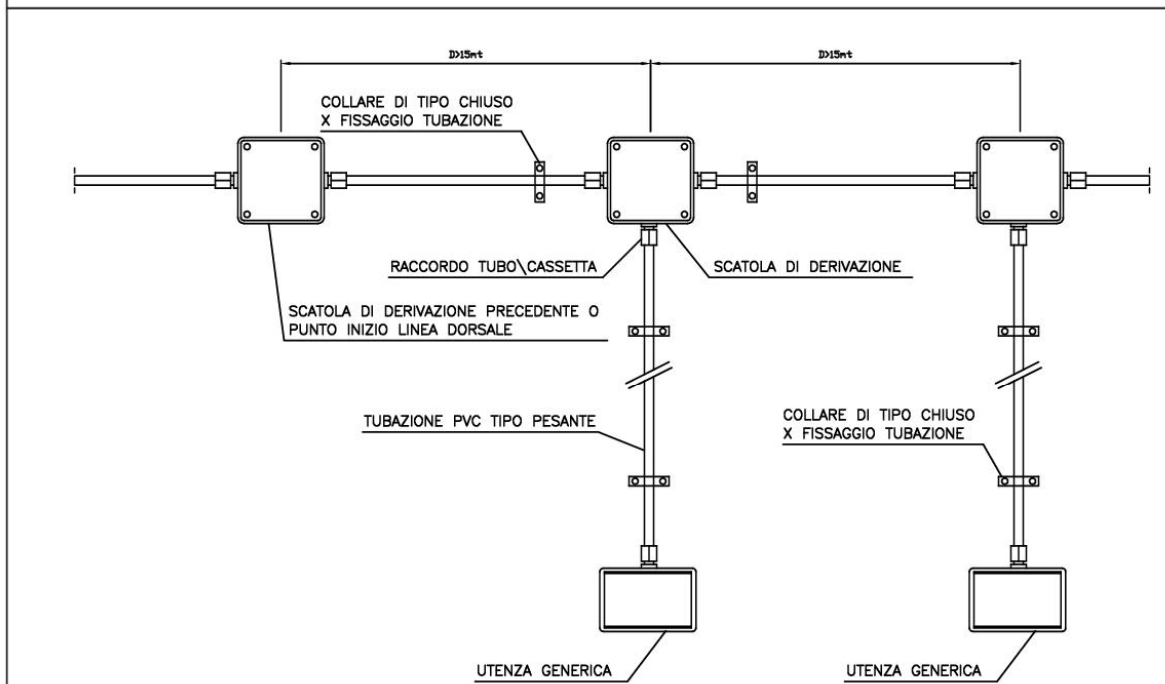 D>15mt
D>15mt
COLLARE DI TIPO CHIUSO
X FISSAGGIO TUBAZIONE
RACCORDO TUBO\CASSETTA
SCATOLA DI DERIVAZIONE
SCATOLA DI DERIVAZIONE PRECEDENTE O
PUNTO INIZIO LINEA DORSALE
TUBAZIONE PVC TIPO PESANTE
COLLARE DI TIPO CHIUSO
X FISSAGGIO TUBAZIONE
UTENZA GENERICA
UTENZA GENERICA